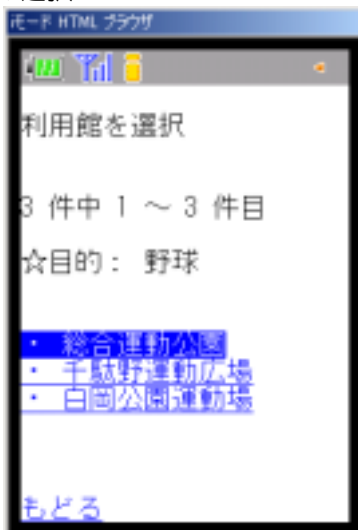 選択
iモード HTML ブラウザ
利用館を選択
3 件中 1 ～ 3 件目
☆目的： 野球
・ 総合運動公園
・ 千駄野運動広場
・ 白岡公園運動場
もどる